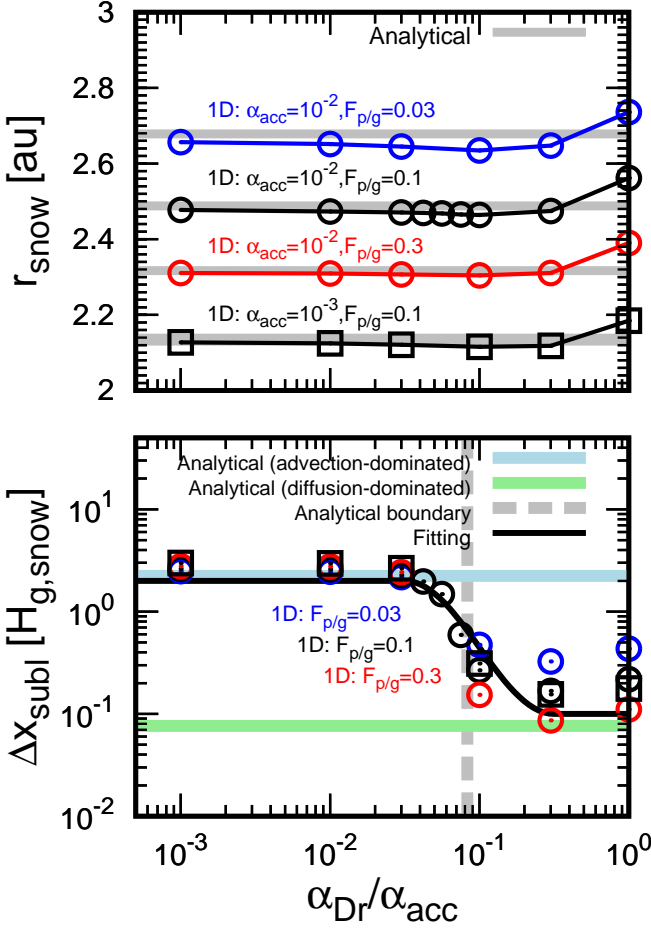 Analytical
r_snow [au]
2.8
2.6
2.4
2.2
2
1D: α_acc=10^-2,F_p/g=0.03
1D: α_acc=10^-2,F_p/g=0.1
1D: α_acc=10^-2,F_p/g=0.3
1D: α_acc=10^-3,F_p/g=0.1
3
Analytical (advection-dominated)
Analytical (diffusion-dominated)
Analytical boundary
Fitting
Δx_subl [H_g,snow]
10^1
10^0
10^-1
10^-2
1D: F_p/g=0.03
1D: F_p/g=0.1
1D: F_p/g=0.3
10^-3 10^-2 10^-1 10^0
α_Dr/α_acc